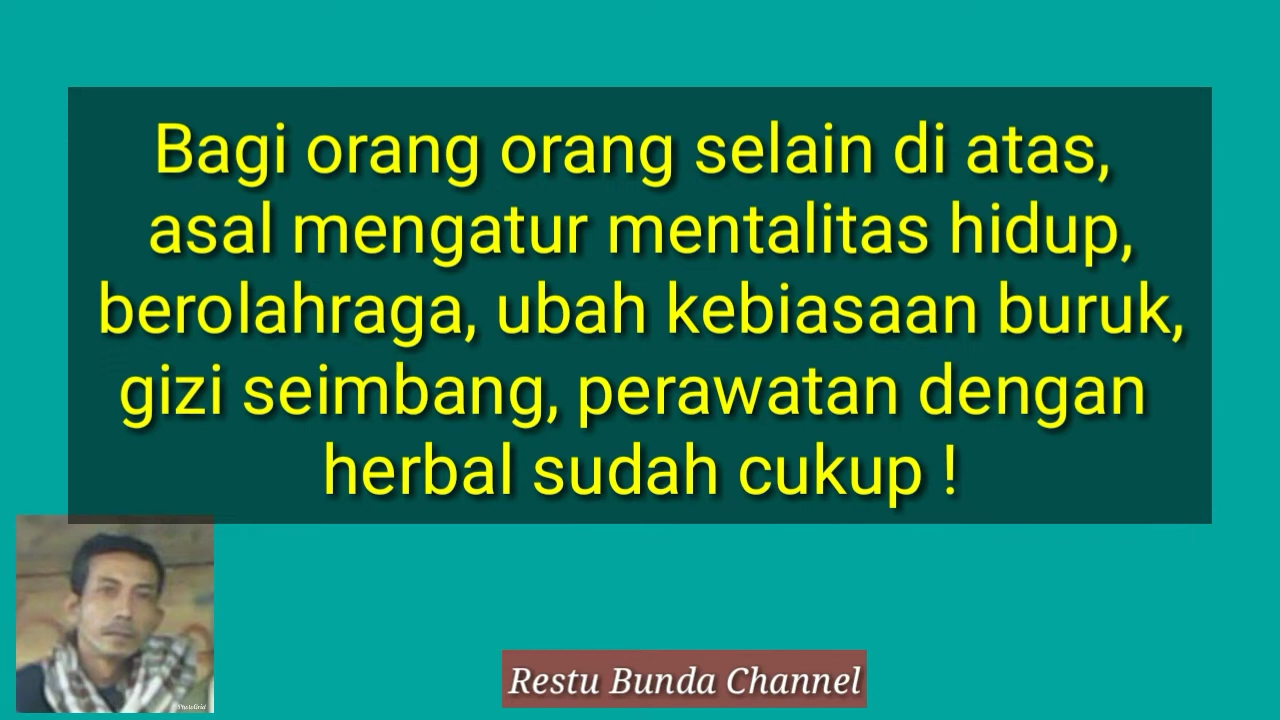 Bagi orang orang selain di atas,
asal mengatur mentalitas hidup,
berolahraga, ubah kebiasaan buruk,
gizi seimbang, perawatan dengan
herbal sudah cukup !
PhotoGrid
Restu Bunda Channel